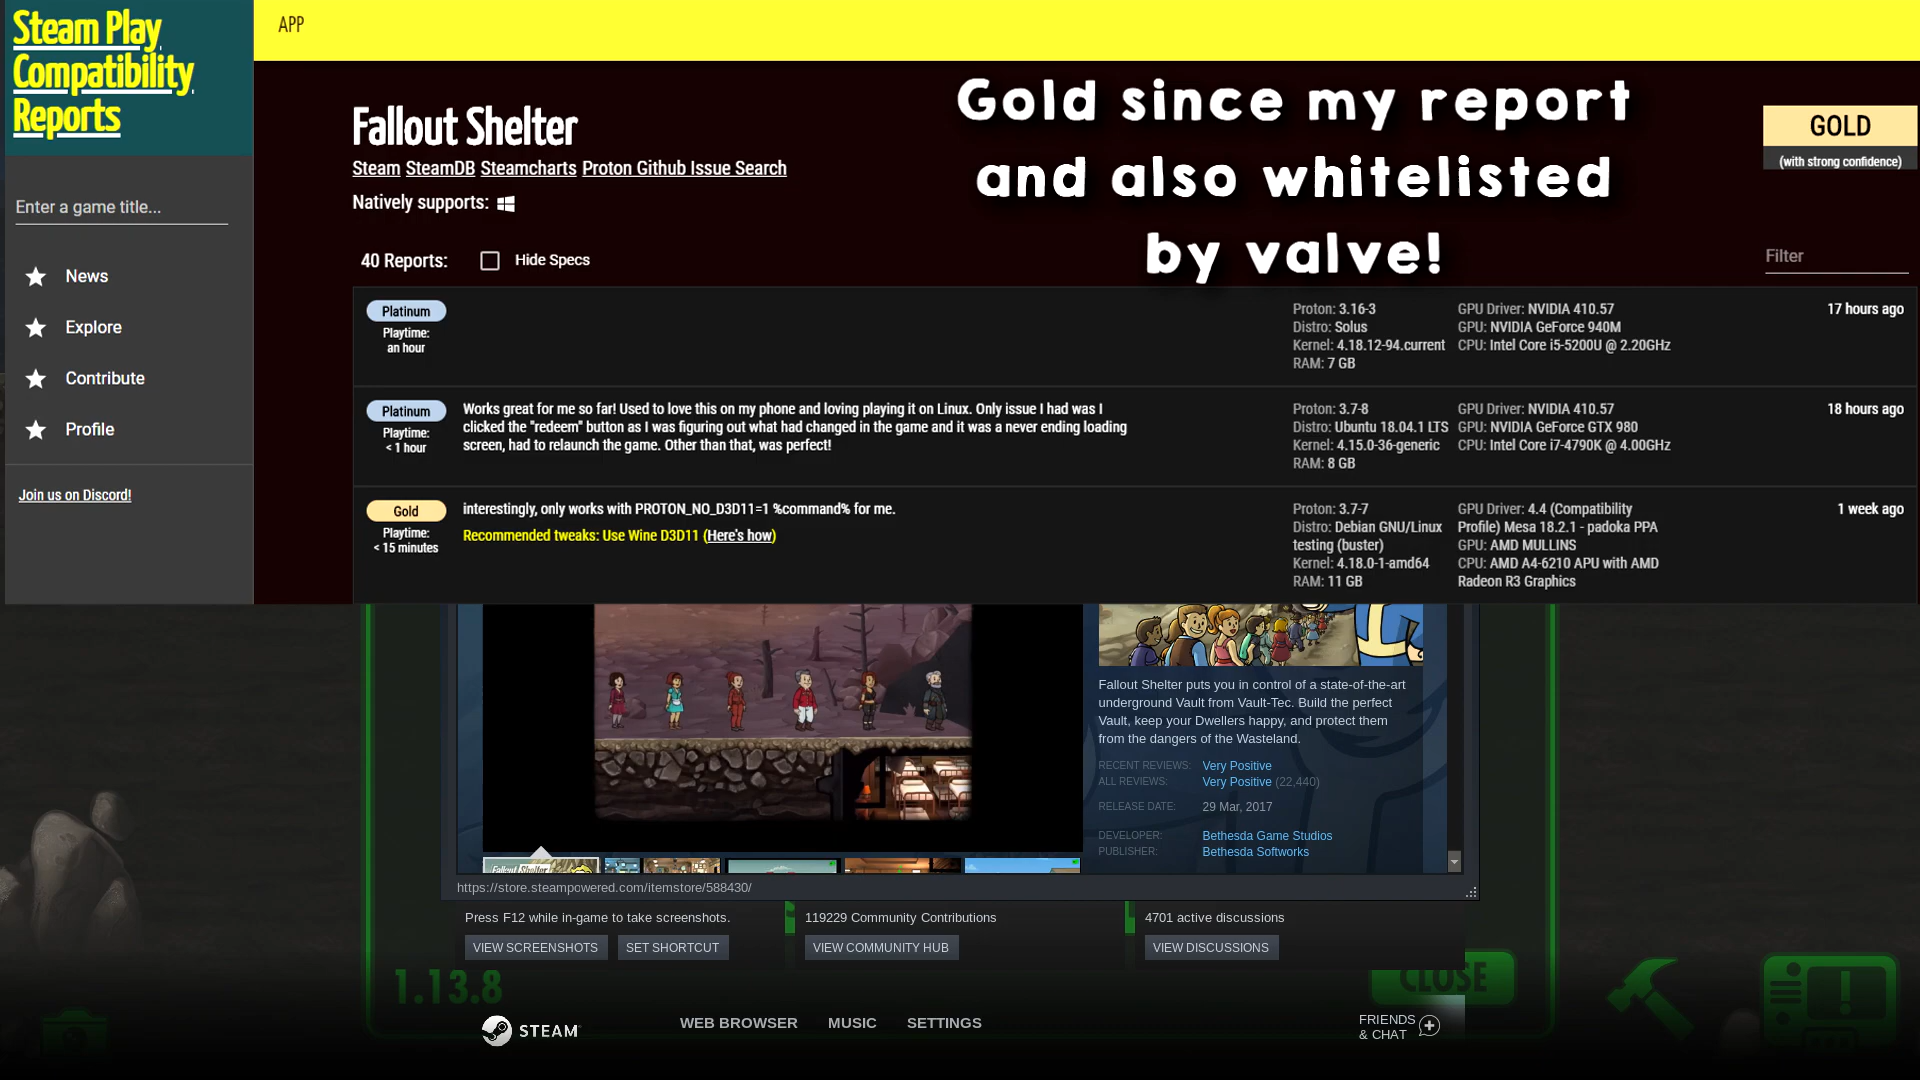 Steam Play
Compatibility
Reports
Enter a game title...
News
Explore
Contribute
Profile
Join us on Discord!
APP
Fallout Shelter
Steam SteamDB Steamcharts Proton Github Issue Search
Natively supports:
Gold since my report
and also whitelisted
by valve!
GOLD
(with strong confidence)
40 Reports:
Hide Specs
Filter
Platinum
Playtime:
an hour
Proton: 3.16-3
Distro: Solus
Kernel: 4.18.12-94.current
RAM: 7 GB
GPU Driver: NVIDIA 410.57
GPU: NVIDIA GeForce 940M
CPU: Intel Core i5-5200U @ 2.20GHz
17 hours ago
Platinum
Playtime:
< 1 hour
Works great for me so far! Used to love this on my phone and loving playing it on Linux. Only issue I had was I
clicked the "redeem" button as I was figuring out what had changed in the game and it was a never ending loading
screen, had to relaunch the game. Other than that, was perfect!
Proton: 3.7-8
Distro: Ubuntu 18.04.1 LTS
Kernel: 4.15.0-36-generic
RAM: 8 GB
GPU Driver: NVIDIA 410.57
GPU: NVIDIA GeForce GTX 980
CPU: Intel Core i7-4790K @ 4.00GHz
18 hours ago
Gold
Playtime:
< 15 minutes
interestingly, only works with PROTON_NO_D3D11=1 %command% for me.
Recommended tweaks: Use Wine D3D11 (Here's how)
Proton: 3.7-7
Distro: Debian GNU/Linux
testing (buster)
Kernel: 4.18.0-1-amd64
RAM: 11 GB
GPU Driver: 4.4 (Compatibility
Profile) Mesa 18.2.1 - padoka PPA
GPU: AMD MULLINS
CPU: AMD A4-6210 APU with AMD
Radeon R3 Graphics
1 week ago
Fallout Shelter puts you in control of a state-of-the-art
underground Vault from Vault-Tec. Build the perfect
Vault, keep your Dwellers happy, and protect them
from the dangers of the Wasteland.
RECENT REVIEWS: Very Positive
ALL REVIEWS: Very Positive (22,440)
RELEASE DATE: 29 Mar, 2017
DEVELOPER: Bethesda Game Studios
PUBLISHER: Bethesda Softworks
Fallout Shelter
https://store.steampowered.com/itemstore/588430/
Press F12 while in-game to take screenshots.
VIEW SCREENSHOTS
SET SHORTCUT
119229 Community Contributions
VIEW COMMUNITY HUB
4701 active discussions
VIEW DISCUSSIONS
1.13.8
CLOSE
STEAM
WEB BROWSER
MUSIC
SETTINGS
FRIENDS
& CHAT